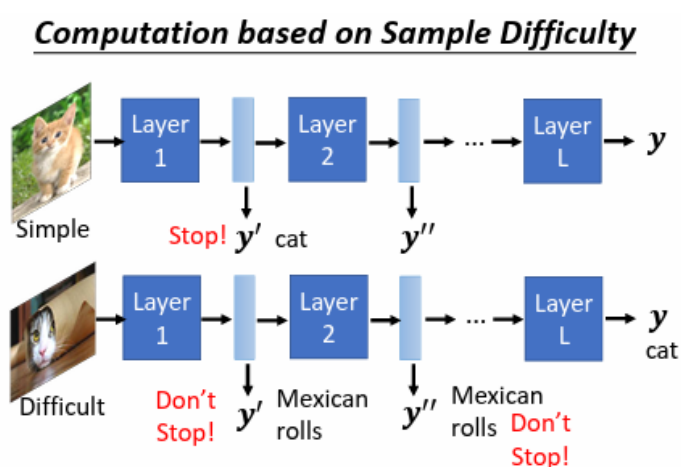 Computation based on Sample Difficulty
Layer 1
Layer 2
...
Layer L
y
Simple
Stop! y′ cat
y″
Layer 1
Layer 2
...
Layer L
y
cat
Difficult
Don't Stop!
y′ Mexican rolls
y″ Mexican rolls
Don't Stop!